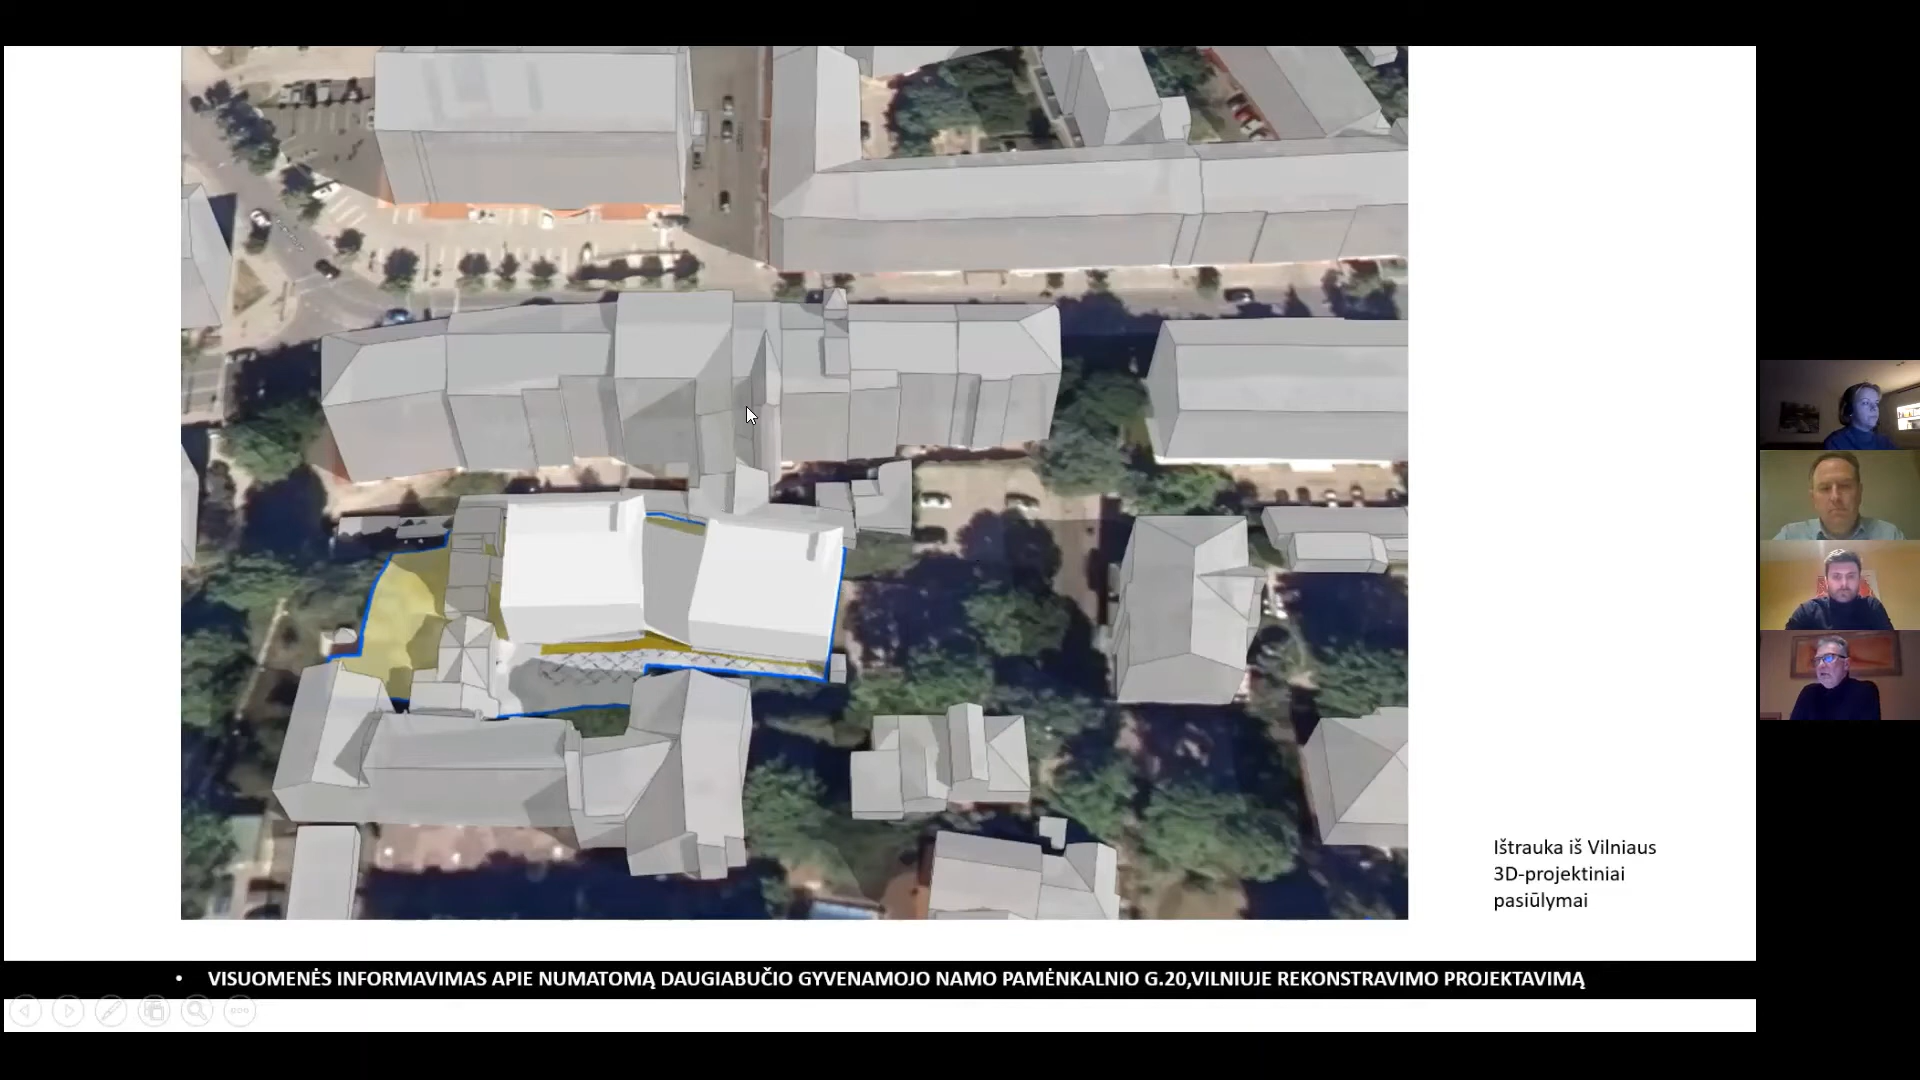 Ištrauka iš Vilniaus
3D-projektiniai
pasiūlymai
• VISUOMENĖS INFORMAVIMAS APIE NUMATOMĄ DAUGIABUČIO GYVENAMOJO NAMO PAMĖNKALNIO G.20,VILNIUJE REKONSTRAVIMO PROJEKTAVIMĄ